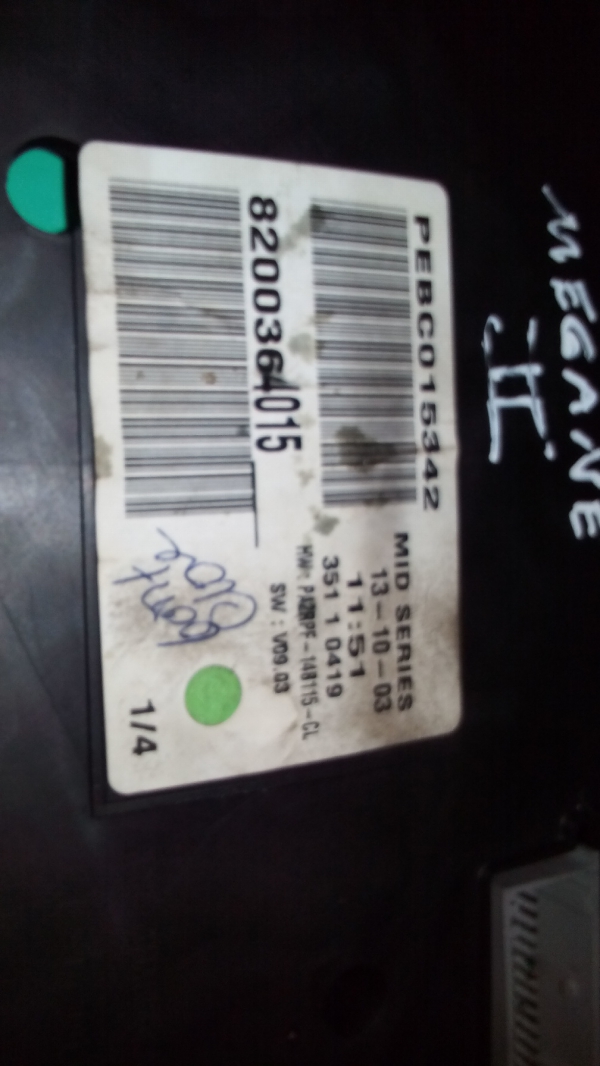 MEGANE
II
PEBC015342
8200364015
MID SERIES
13-10-03
11:51
351 1 0419
SW : V09.03
1/4